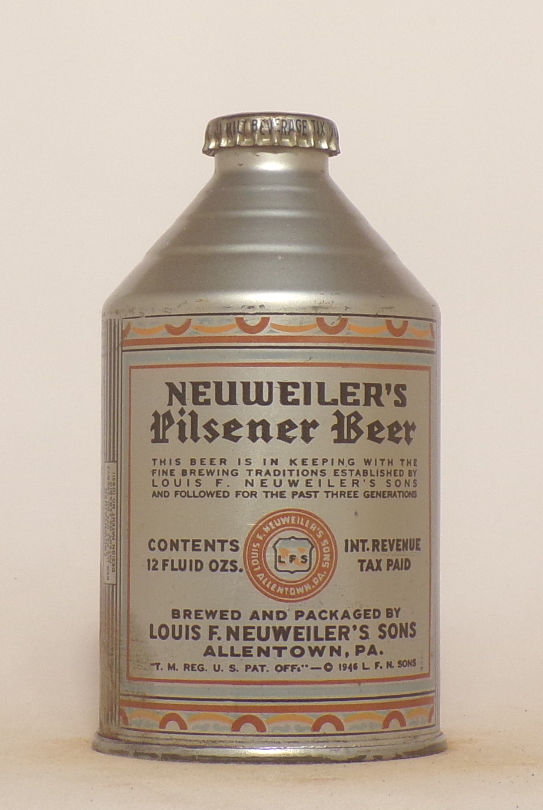 BEVERAGE TAX
NEUWEILER'S
Pilsener Beer
THIS BEER IS IN KEEPING WITH THE
FINE BREWING TRADITIONS ESTABLISHED BY
LOUIS F. NEUWEILER'S SONS
AND FOLLOWED FOR THE PAST THREE GENERATIONS
CONTENTS
12 FLUID OZS.
LOUIS F. NEUWEILER'S SONS
ALLENTOWN, PA.
LFS
INT. REVENUE
TAX PAID
BREWED AND PACKAGED BY
LOUIS F. NEUWEILER'S SONS
ALLENTOWN, PA.
"T. M. REG. U. S. PAT. OFF." — © 1946 L. F. N. SONS